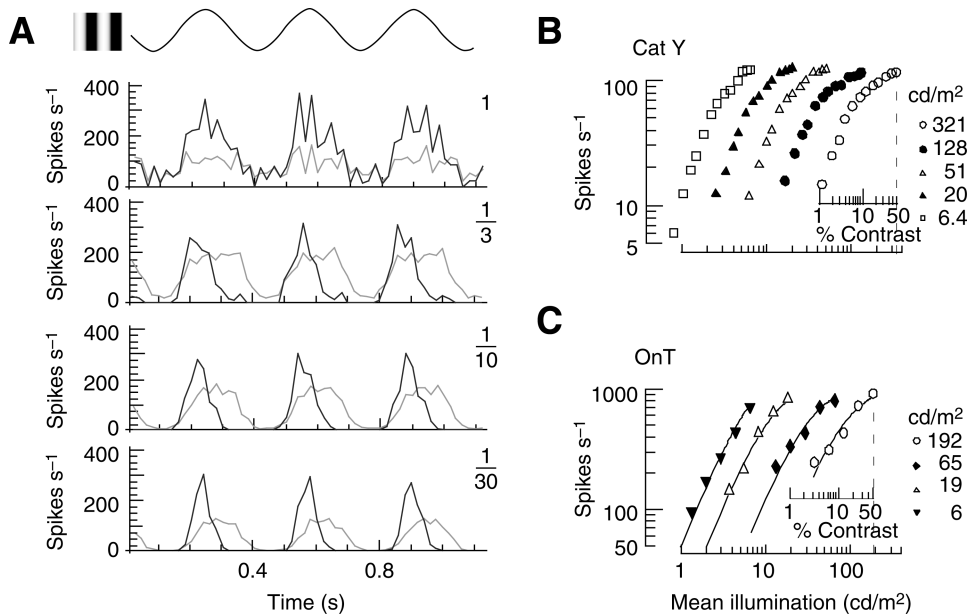 A
400
200
0
Spikes s⁻¹
1
400
200
0
Spikes s⁻¹
1
3
400
200
0
Spikes s⁻¹
1
10
400
200
0
Spikes s⁻¹
1
30
0.4 0.8
Time (s)
B
Cat Y
100
10
5
Spikes s⁻¹
1 10 50
% Contrast
cd/m²
321
128
51
20
6.4
C
OnT
1000
100
50
Spikes s⁻¹
1 10 50
% Contrast
cd/m²
192
65
19
6
1 10 100
Mean illumination (cd/m²)